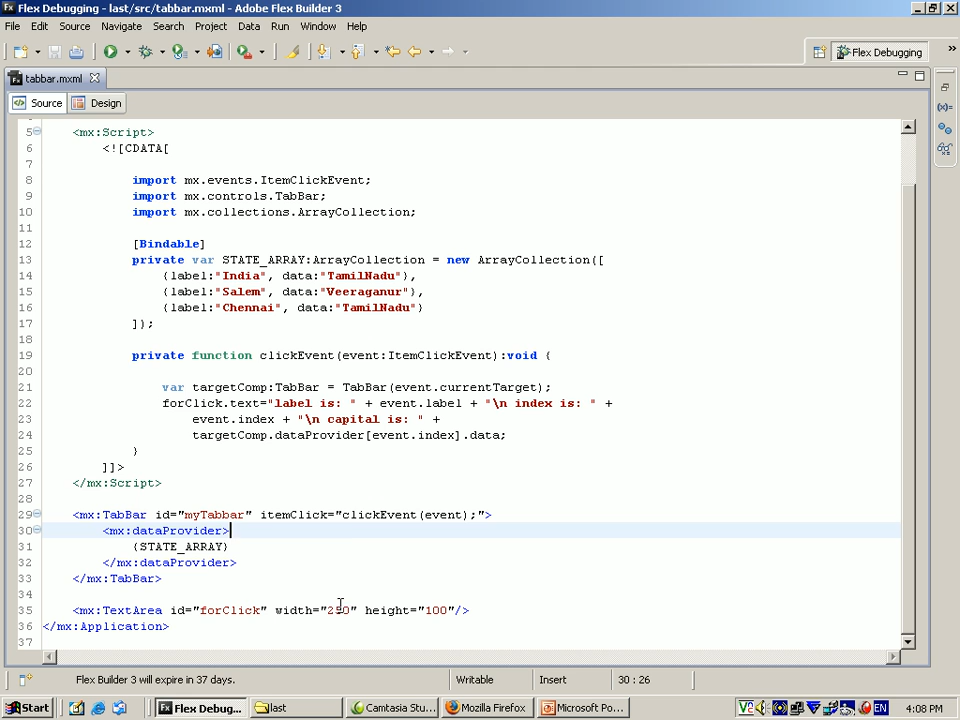 Flex Debugging - last/src/tabbar.mxml - Adobe Flex Builder 3
File Edit Source Navigate Search Project Data Run Window Help
Flex Debugging
tabbar.mxml
Source Design
5 <mx:Script>
6 <![CDATA[
7
8 import mx.events.ItemClickEvent;
9 import mx.controls.TabBar;
10 import mx.collections.ArrayCollection;
11
12 [Bindable]
13 private var STATE_ARRAY:ArrayCollection = new ArrayCollection([
14 {label:"India", data:"TamilNadu"},
15 {label:"Salem", data:"Veeraganur"},
16 {label:"Chennai", data:"TamilNadu"}
17 ]);
18
19 private function clickEvent(event:ItemClickEvent):void {
20
21 var targetComp:TabBar = TabBar(event.currentTarget);
22 forClick.text="label is: " + event.label + "\n index is: " +
23 event.index + "\n capital is: " +
24 targetComp.dataProvider[event.index].data;
25 }
26 ]]>
27 </mx:Script>
28
29 <mx:TabBar id="myTabbar" itemClick="clickEvent(event);">
30 <mx:dataProvider>
31 {STATE_ARRAY}
32 </mx:dataProvider>
33 </mx:TabBar>
34
35 <mx:TextArea id="forClick" width="250" height="100"/>
36 </mx:Application>
37
Flex Builder 3 will expire in 37 days. Writable Insert 30 : 26
Start Flex Debug... last Camtasia Stu... Mozilla Firefox Microsoft Po... EN 4:08 PM